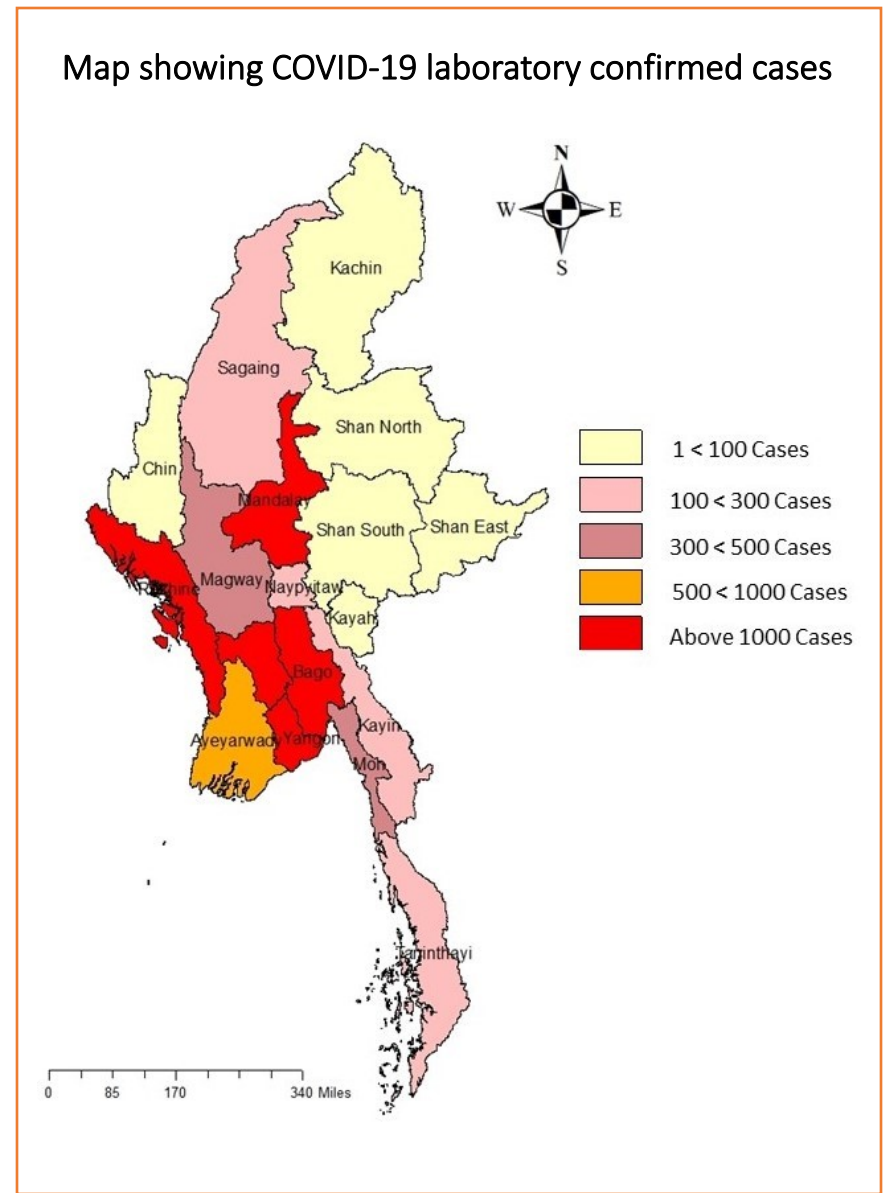 Map showing COVID-19 laboratory confirmed cases
N
W E
S
Kachin
Sagaing
Shan North
Chin
Mandalay
Shan South
Shan East
Rakhine
Magway
Naypyitaw
Kayah
Bago
Kayin
Ayeyarwady
Yangon
Mon
Taninthayi
1 < 100 Cases
100 < 300 Cases
300 < 500 Cases
500 < 1000 Cases
Above 1000 Cases
0 85 170 340 Miles